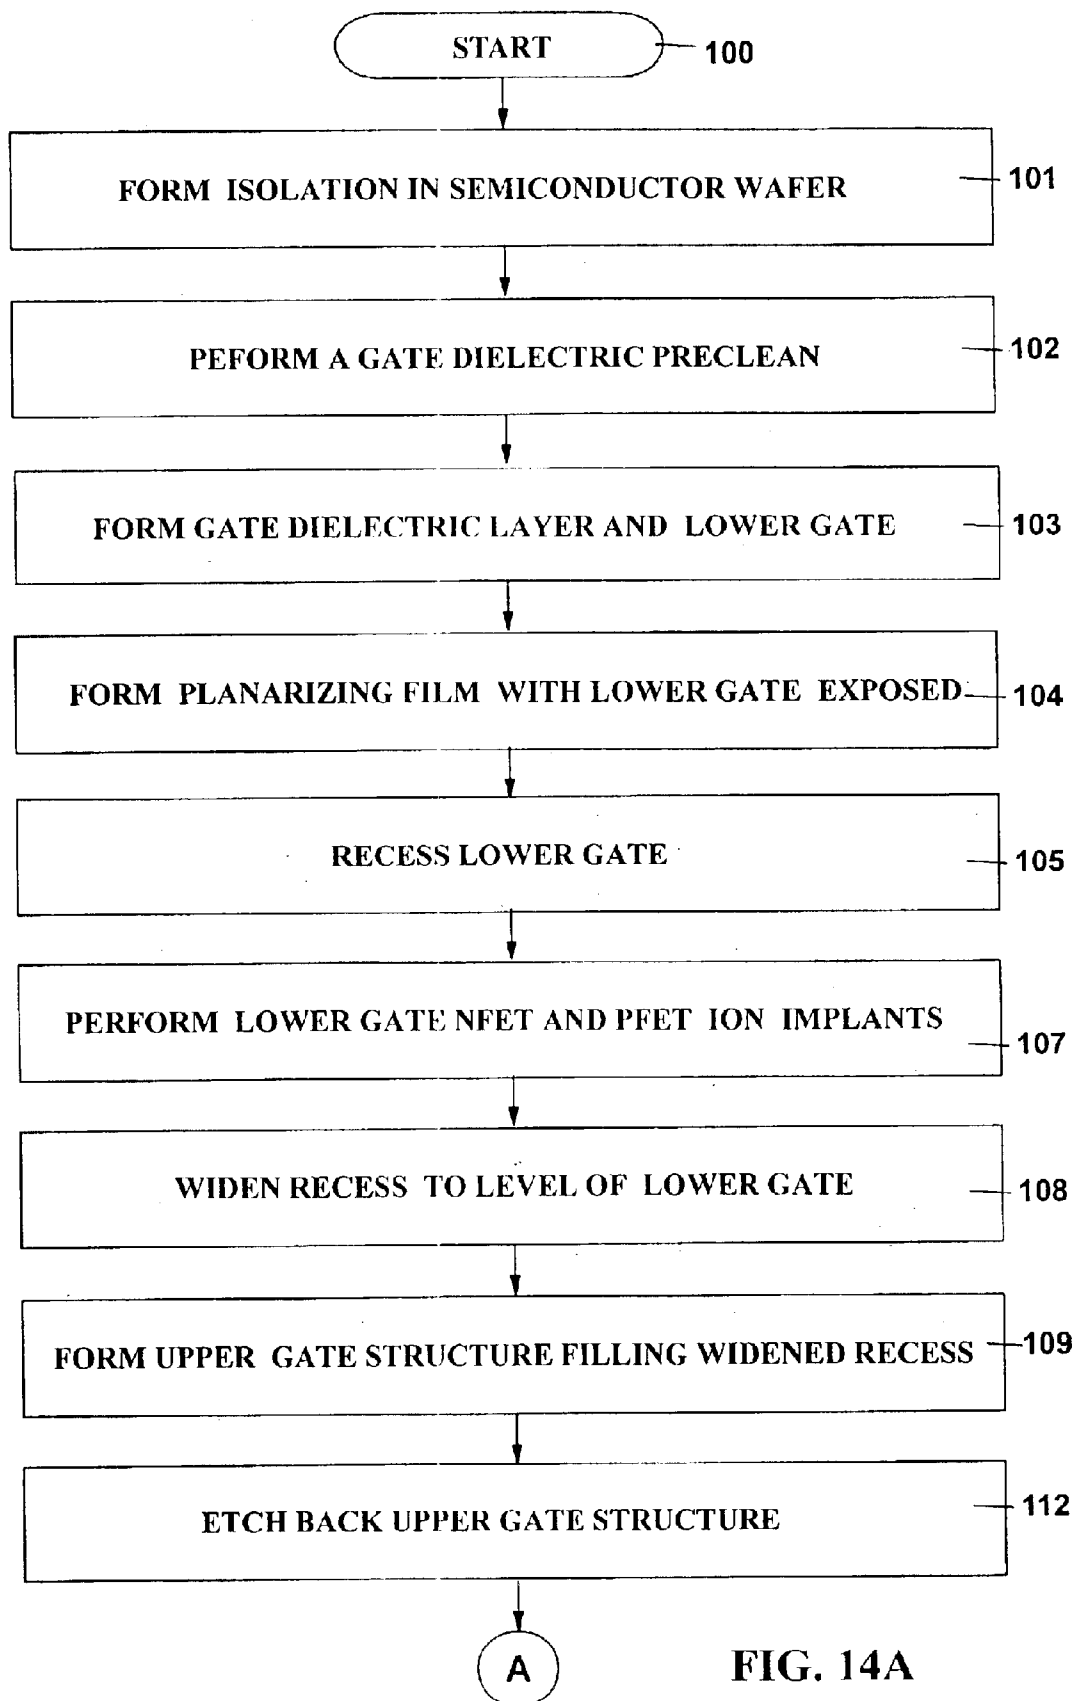 START 100
FORM ISOLATION IN SEMICONDUCTOR WAFER 101
PEFORM A GATE DIELECTRIC PRECLEAN 102
FORM GATE DIELECTRIC LAYER AND LOWER GATE 103
FORM PLANARIZING FILM WITH LOWER GATE EXPOSED 104
RECESS LOWER GATE 105
PERFORM LOWER GATE NFET AND PFET ION IMPLANTS 107
WIDEN RECESS TO LEVEL OF LOWER GATE 108
FORM UPPER GATE STRUCTURE FILLING WIDENED RECESS 109
ETCH BACK UPPER GATE STRUCTURE 112
A
FIG. 14A